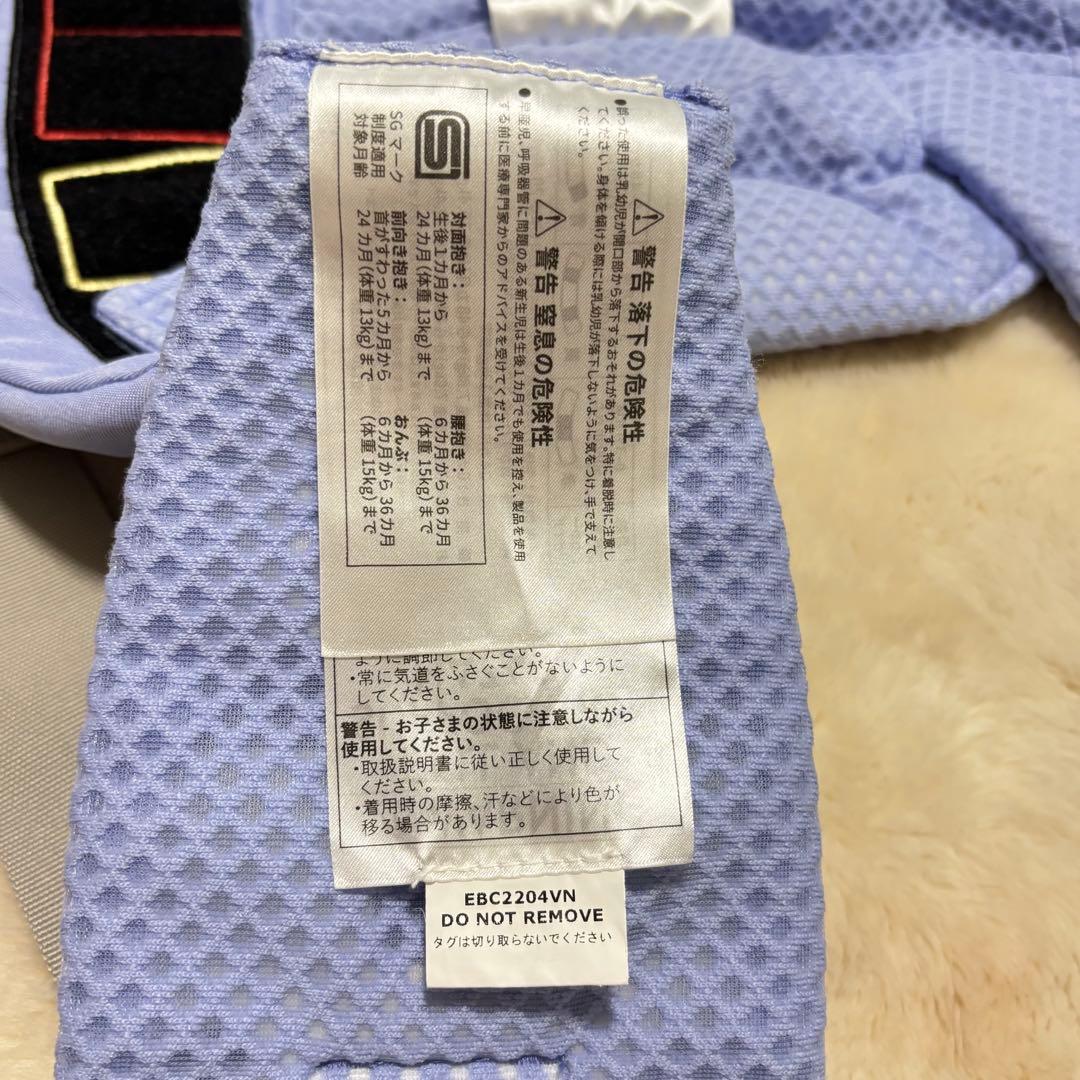 警告 落下の危険性
●誤った使用は乳幼児が開口部から落下するおそれがあります。特に着脱時に注意し
てください。身体を傾ける際には乳幼児が落下しないように気をつけ、手で支えて
ください。
警告 窒息の危険性
●早産児、呼吸器管に問題のある新生児は生後1カ月でも使用を控え、製品を使用
する前に医療専門家からのアドバイスを受けてください。
SG
SGマーク
制度適用
対象月齢
対面抱き:
生後1カ月から
24カ月(体重13kg)まで
前向き抱き:
首がすわった5カ月から
24カ月(体重13kg)まで
腰抱き:
6カ月から36カ月
(体重15kg)まで
おんぶ:
6カ月から36カ月
(体重15kg)まで
ように調節してください。
・常に気道をふさぐことがないように
してください。
警告 - お子さまの状態に注意しながら
使用してください。
・取扱説明書に従い正しく使用して
ください。
・着用時の摩擦、汗などにより色が
移る場合があります。
EBC2204VN
DO NOT REMOVE
タグは切り取らないでください